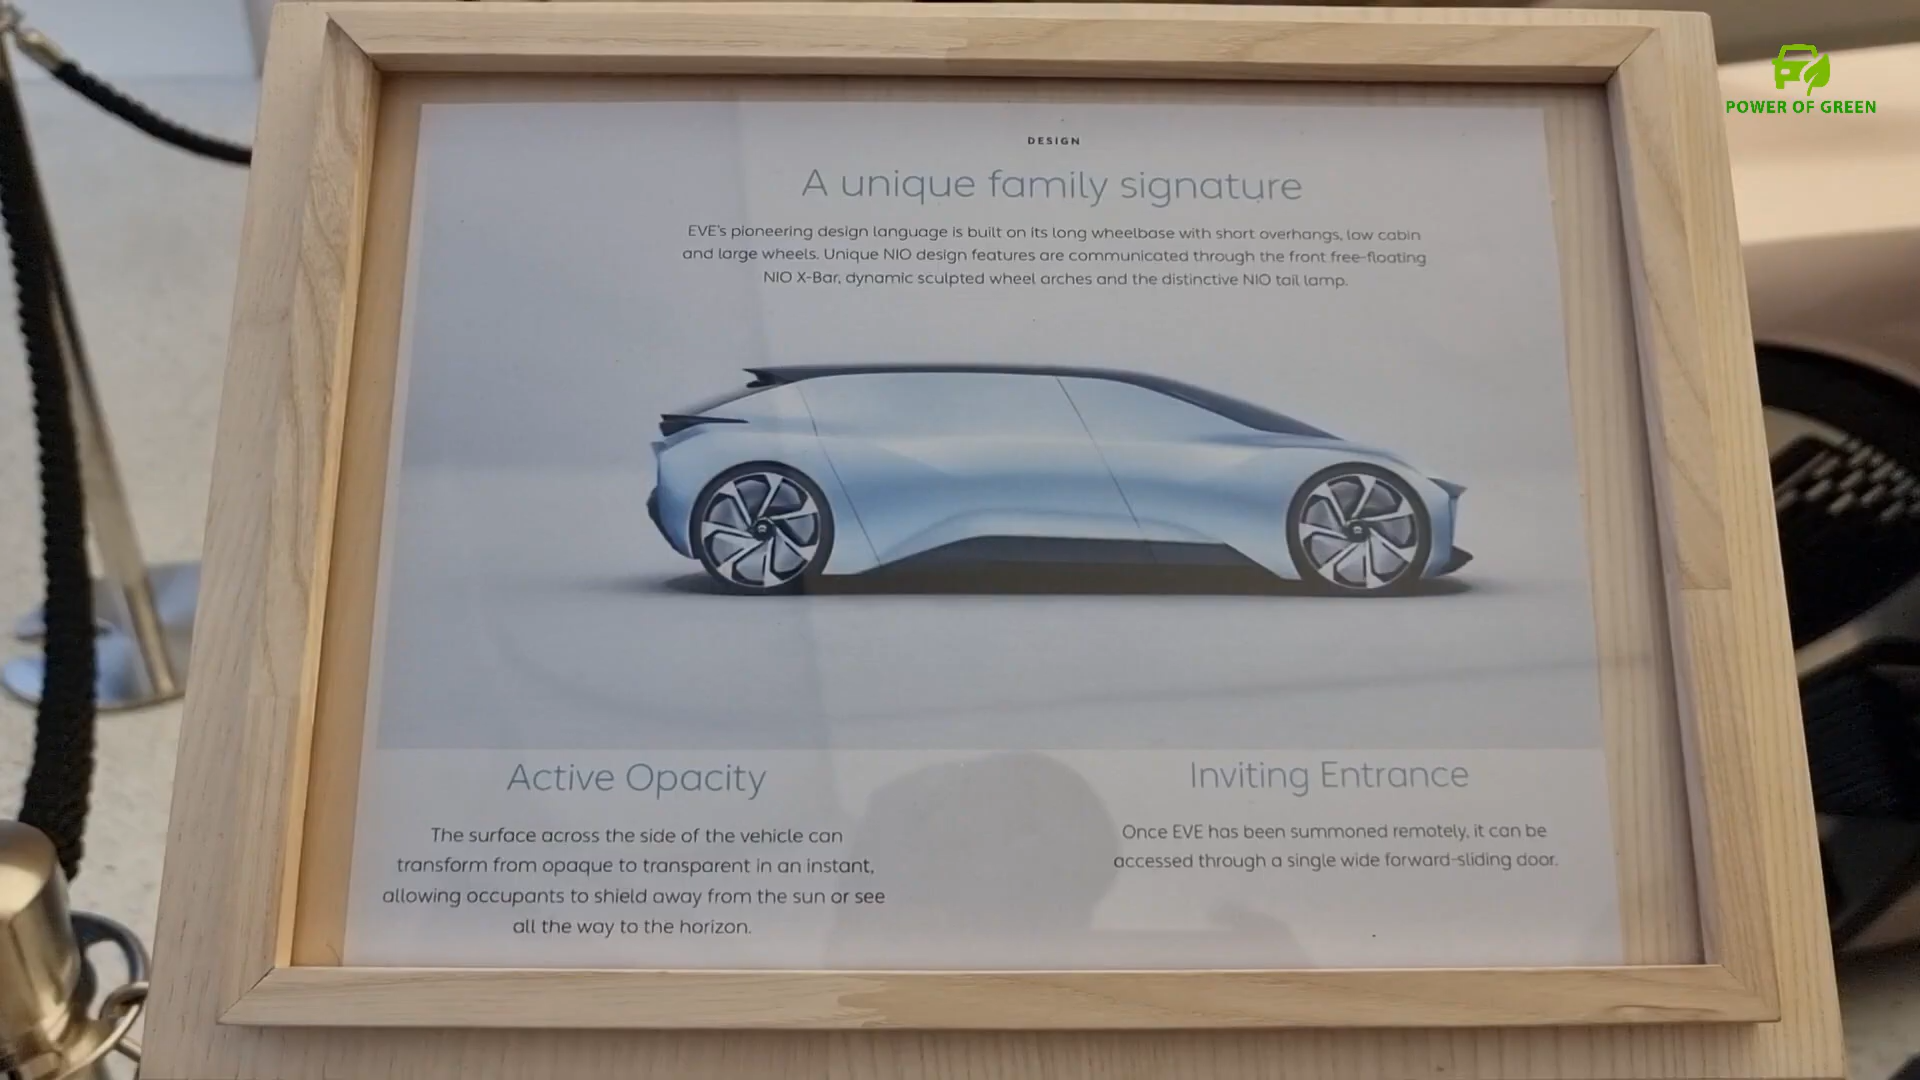 POWER OF GREEN
DESIGN
A unique family signature
EVE's pioneering design language is built on its long wheelbase with short overhangs, low cabin
and large wheels. Unique NIO design features are communicated through the front free-floating
NIO X-Bar, dynamic sculpted wheel arches and the distinctive NIO tail lamp.
Active Opacity
The surface across the side of the vehicle can
transform from opaque to transparent in an instant,
allowing occupants to shield away from the sun or see
all the way to the horizon.
Inviting Entrance
Once EVE has been summoned remotely, it can be
accessed through a single wide forward-sliding door.